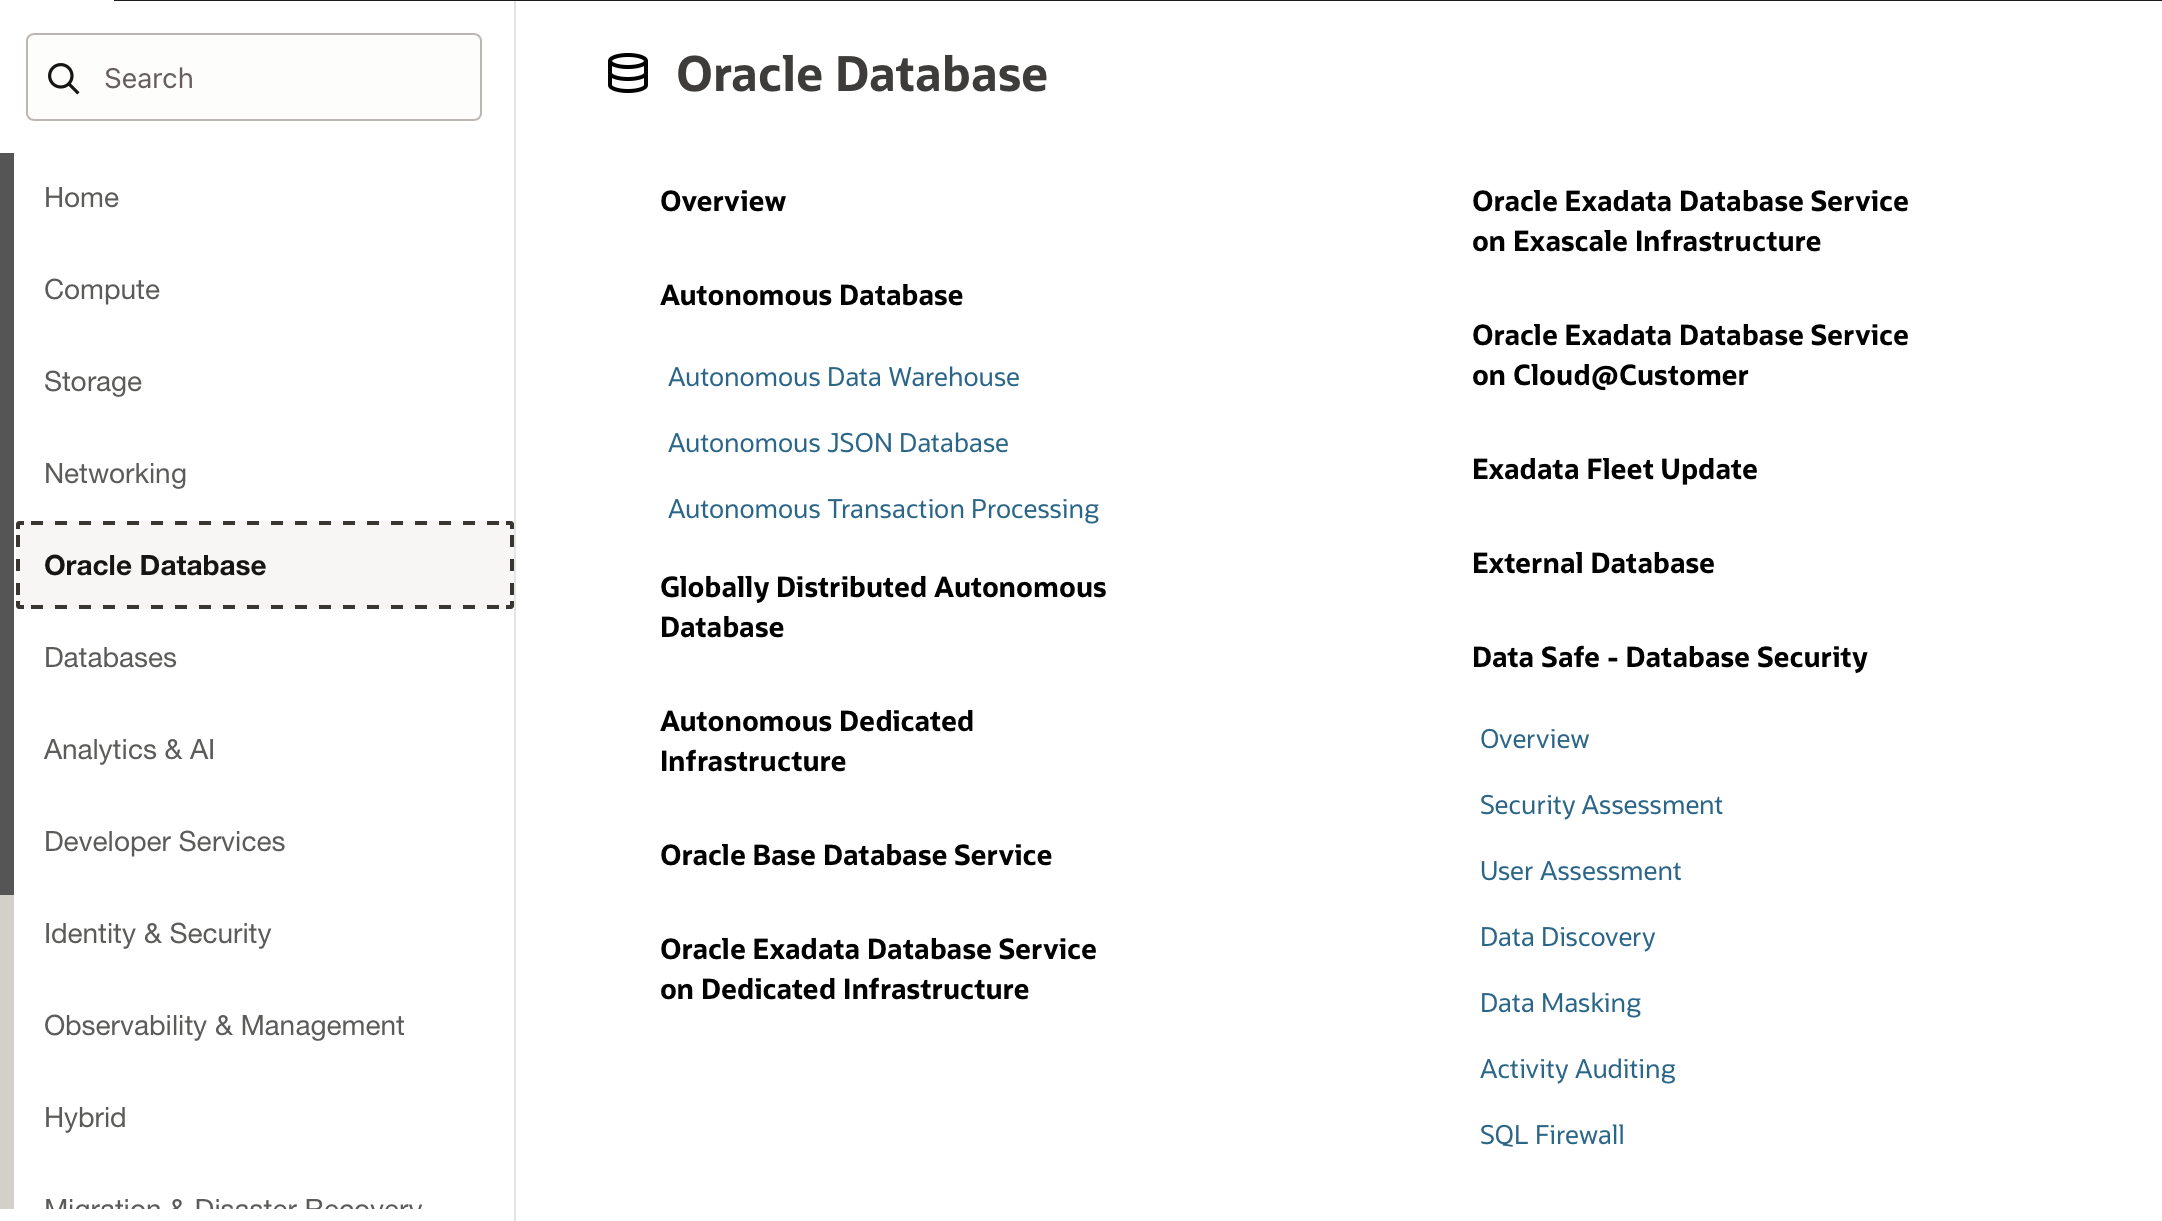 Search
Home
Compute
Storage
Networking
Oracle Database
Databases
Analytics & AI
Developer Services
Identity & Security
Observability & Management
Hybrid
Migration & Disaster Recovery
Oracle Database
Overview
Autonomous Database
Autonomous Data Warehouse
Autonomous JSON Database
Autonomous Transaction Processing
Globally Distributed Autonomous
Database
Autonomous Dedicated
Infrastructure
Oracle Base Database Service
Oracle Exadata Database Service
on Dedicated Infrastructure
Oracle Exadata Database Service
on Exascale Infrastructure
Oracle Exadata Database Service
on Cloud@Customer
Exadata Fleet Update
External Database
Data Safe - Database Security
Overview
Security Assessment
User Assessment
Data Discovery
Data Masking
Activity Auditing
SQL Firewall